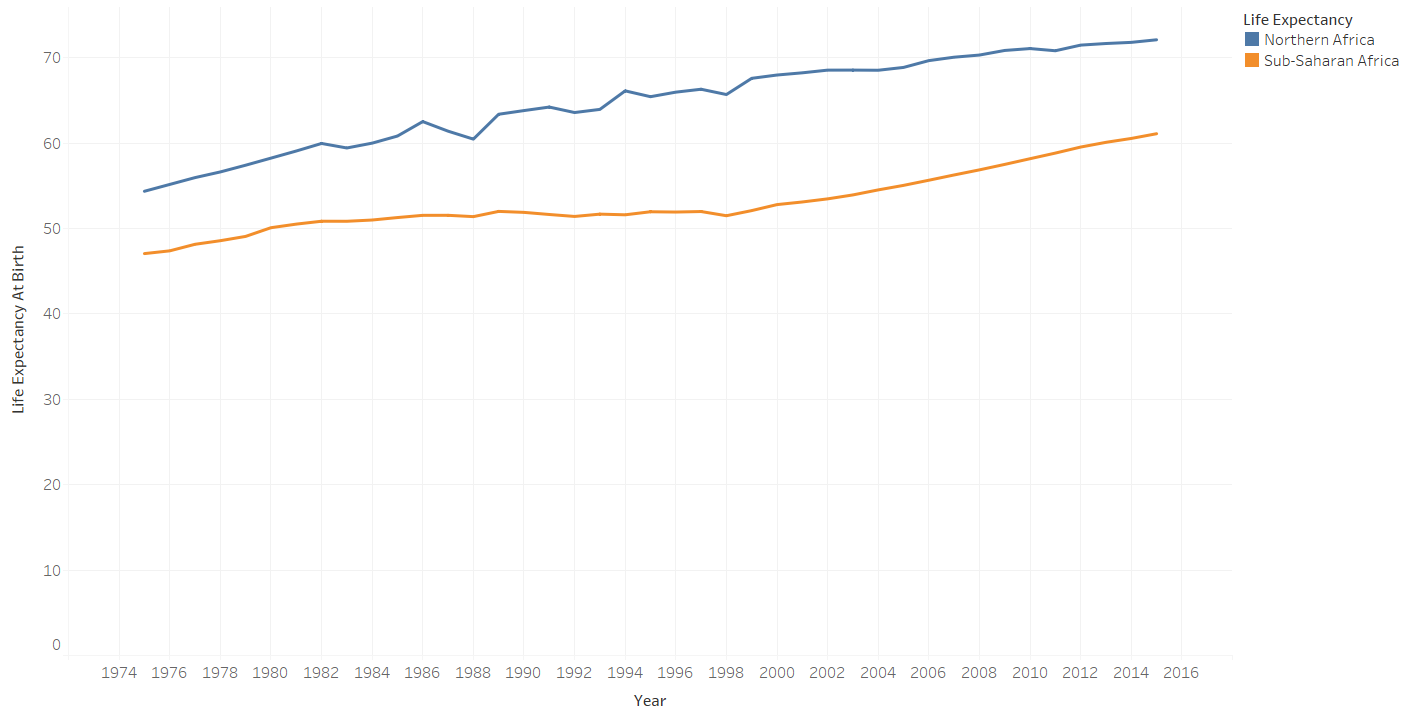 Life Expectancy
Northern Africa
Sub-Saharan Africa
Life Expectancy At Birth
70
60
50
40
30
20
10
0
1974 1976 1978 1980 1982 1984 1986 1988 1990 1992 1994 1996 1998 2000 2002 2004 2006 2008 2010 2012 2014 2016
Year